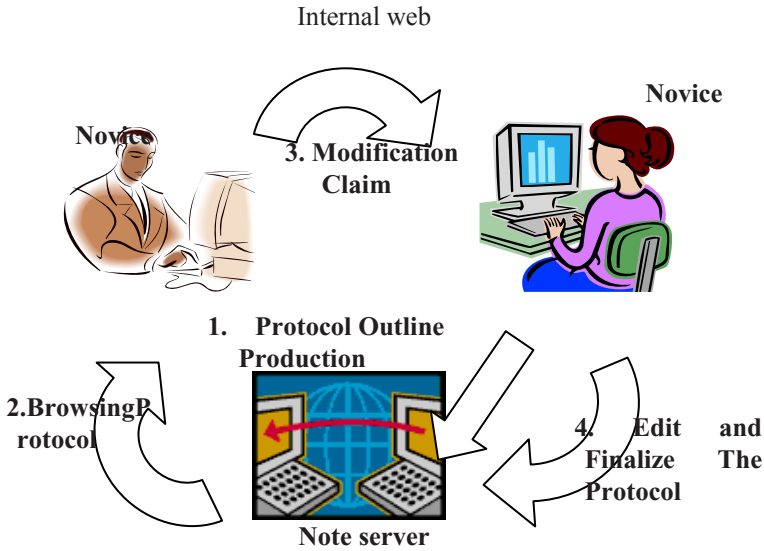 Internal web
Novice
Novice
3. Modification
Claim
1. Protocol Outline
Production
2.BrowsingP
rotocol
4. Edit and
Finalize The
Protocol
Note server